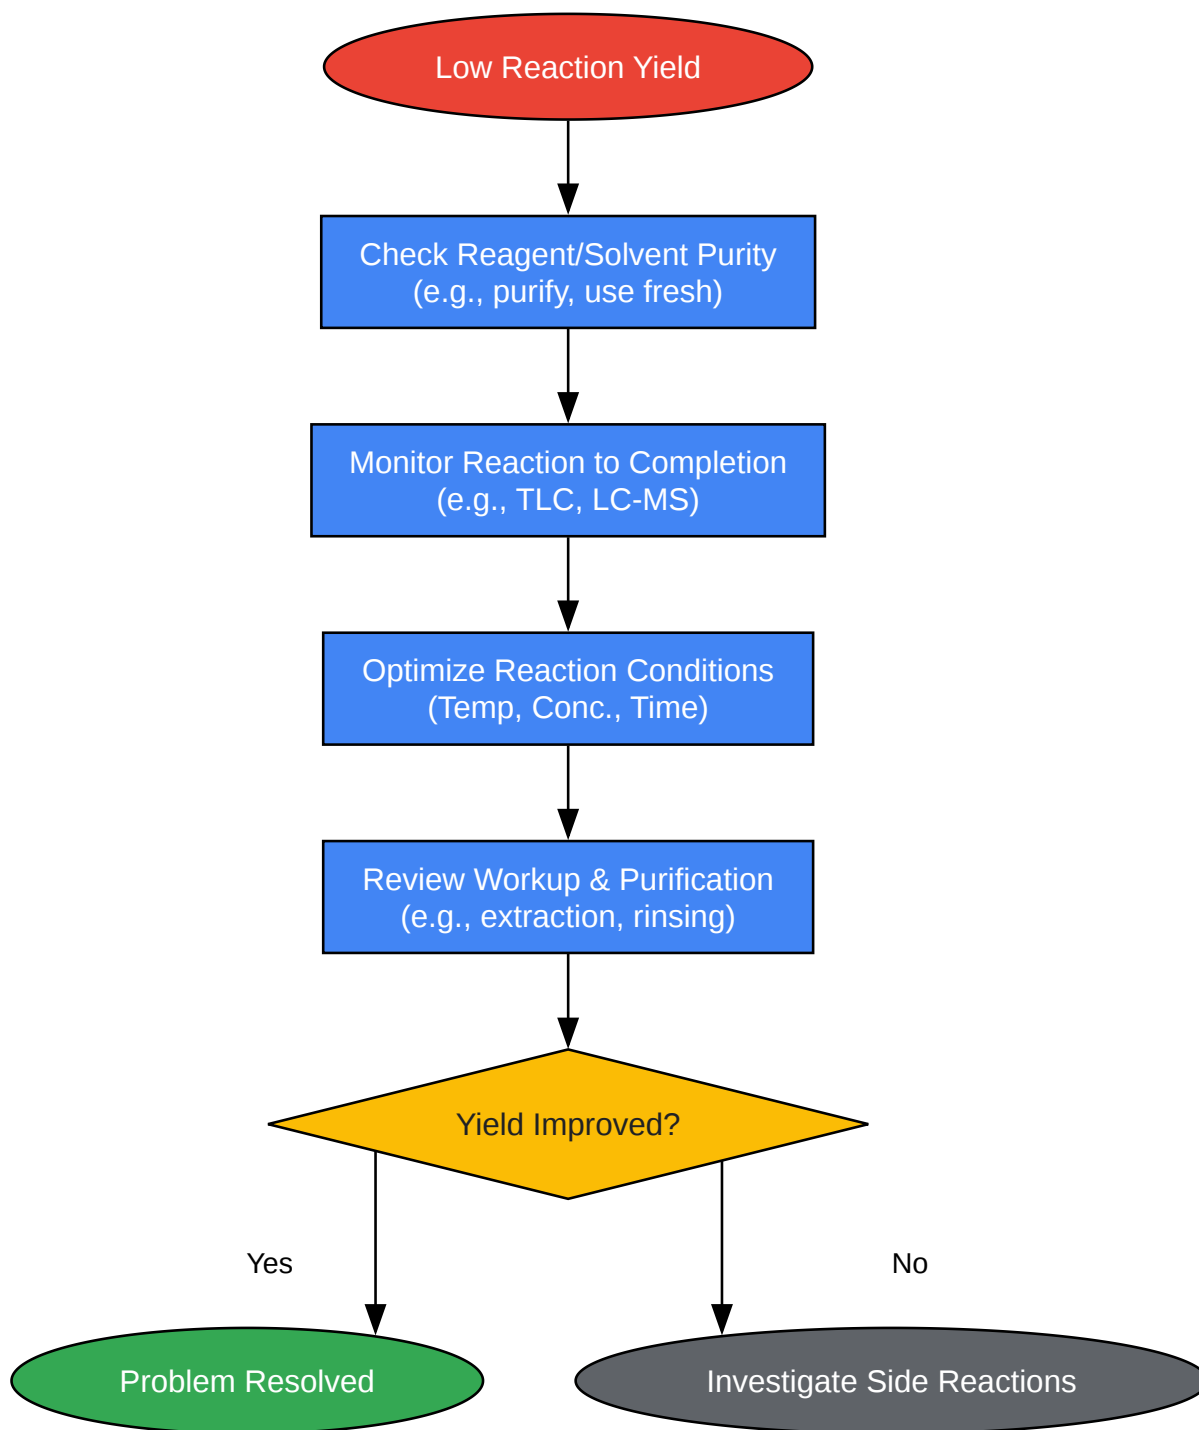 Low Reaction Yield
Check Reagent/Solvent Purity
(e.g., purify, use fresh)
Monitor Reaction to Completion
(e.g., TLC, LC-MS)
Optimize Reaction Conditions
(Temp, Conc., Time)
Review Workup & Purification
(e.g., extraction, rinsing)
Yield Improved?
Yes
No
Problem Resolved
Investigate Side Reactions